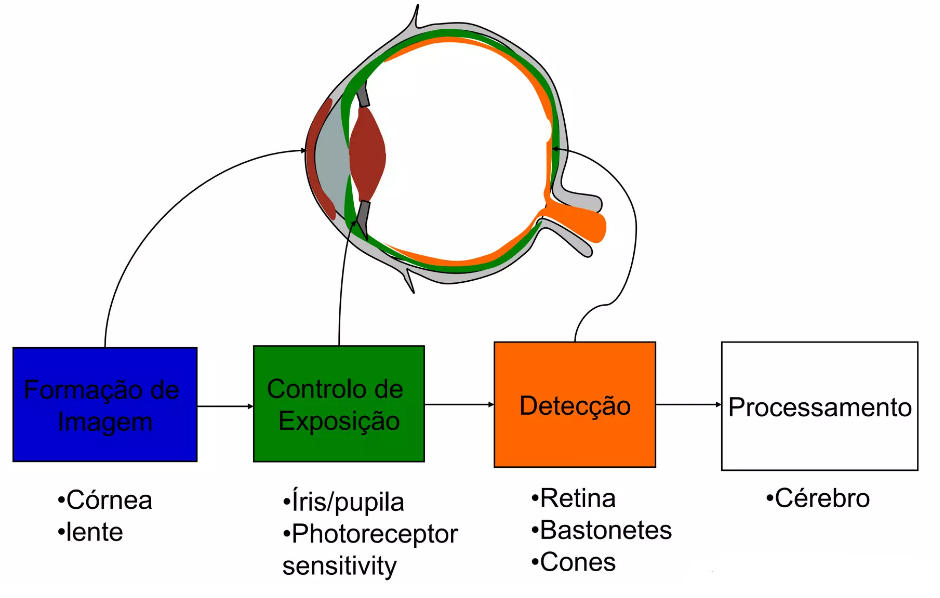 Formação de
Imagem
Controlo de
Exposição
Detecção
Processamento
•Córnea
•lente
•Íris/pupila
•Photoreceptor
sensitivity
•Retina
•Bastonetes
•Cones
•Cérebro